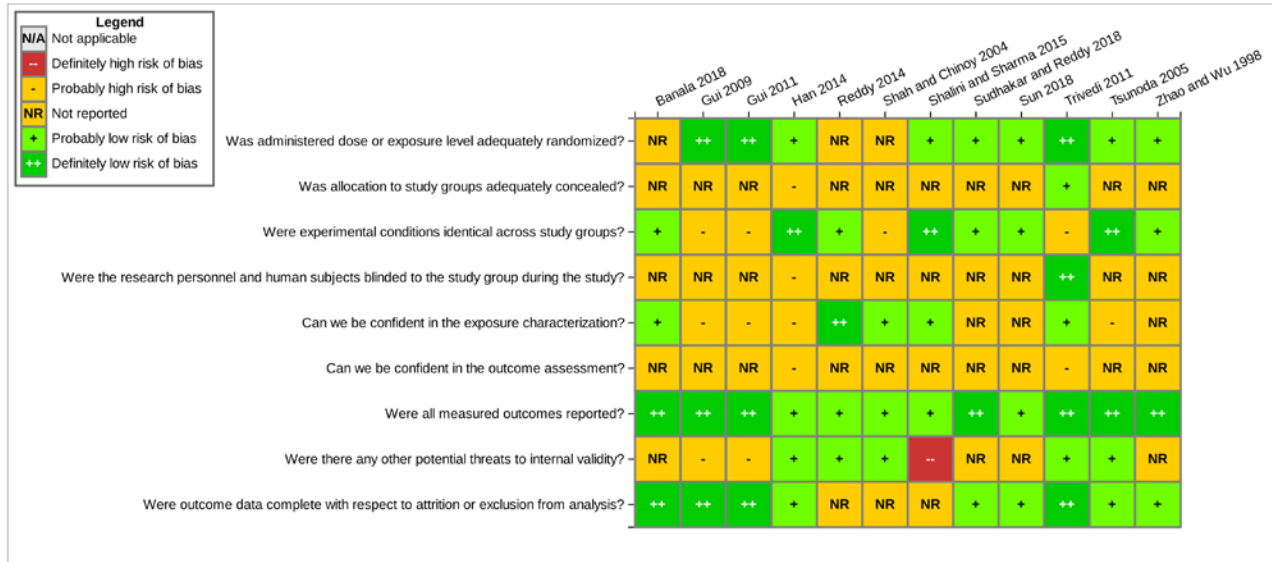 Legend
N/A Not applicable
-- Definitely high risk of bias
- Probably high risk of bias
NR Not reported
+ Probably low risk of bias
++ Definitely low risk of bias
Banala 2018
Gui 2009
Gui 2011
Han 2014
Reddy 2014
Shah and Chinoy 2004
Shalini and Sharma 2015
Sudhakar and Reddy 2018
Sun 2018
Trivedi 2011
Tsunoda 2005
Zhao and Wu 1998
Was administered dose or exposure level adequately randomized? NR ++ ++ + NR NR + + + ++ + +
Was allocation to study groups adequately concealed? NR NR NR - NR NR NR NR NR + NR NR
Were experimental conditions identical across study groups? + - - ++ + - ++ + + - ++ +
Were the research personnel and human subjects blinded to the study group during the study? NR NR NR - NR NR NR NR NR ++ NR NR
Can we be confident in the exposure characterization? + - - - ++ + + NR NR + - NR
Can we be confident in the outcome assessment? NR NR NR - NR NR NR NR NR - NR NR
Were all measured outcomes reported? ++ ++ ++ + + + + ++ + ++ ++ ++
Were there any other potential threats to internal validity? NR - - + + + -- NR NR + + NR
Were outcome data complete with respect to attrition or exclusion from analysis? ++ ++ ++ + NR NR NR + + ++ + +